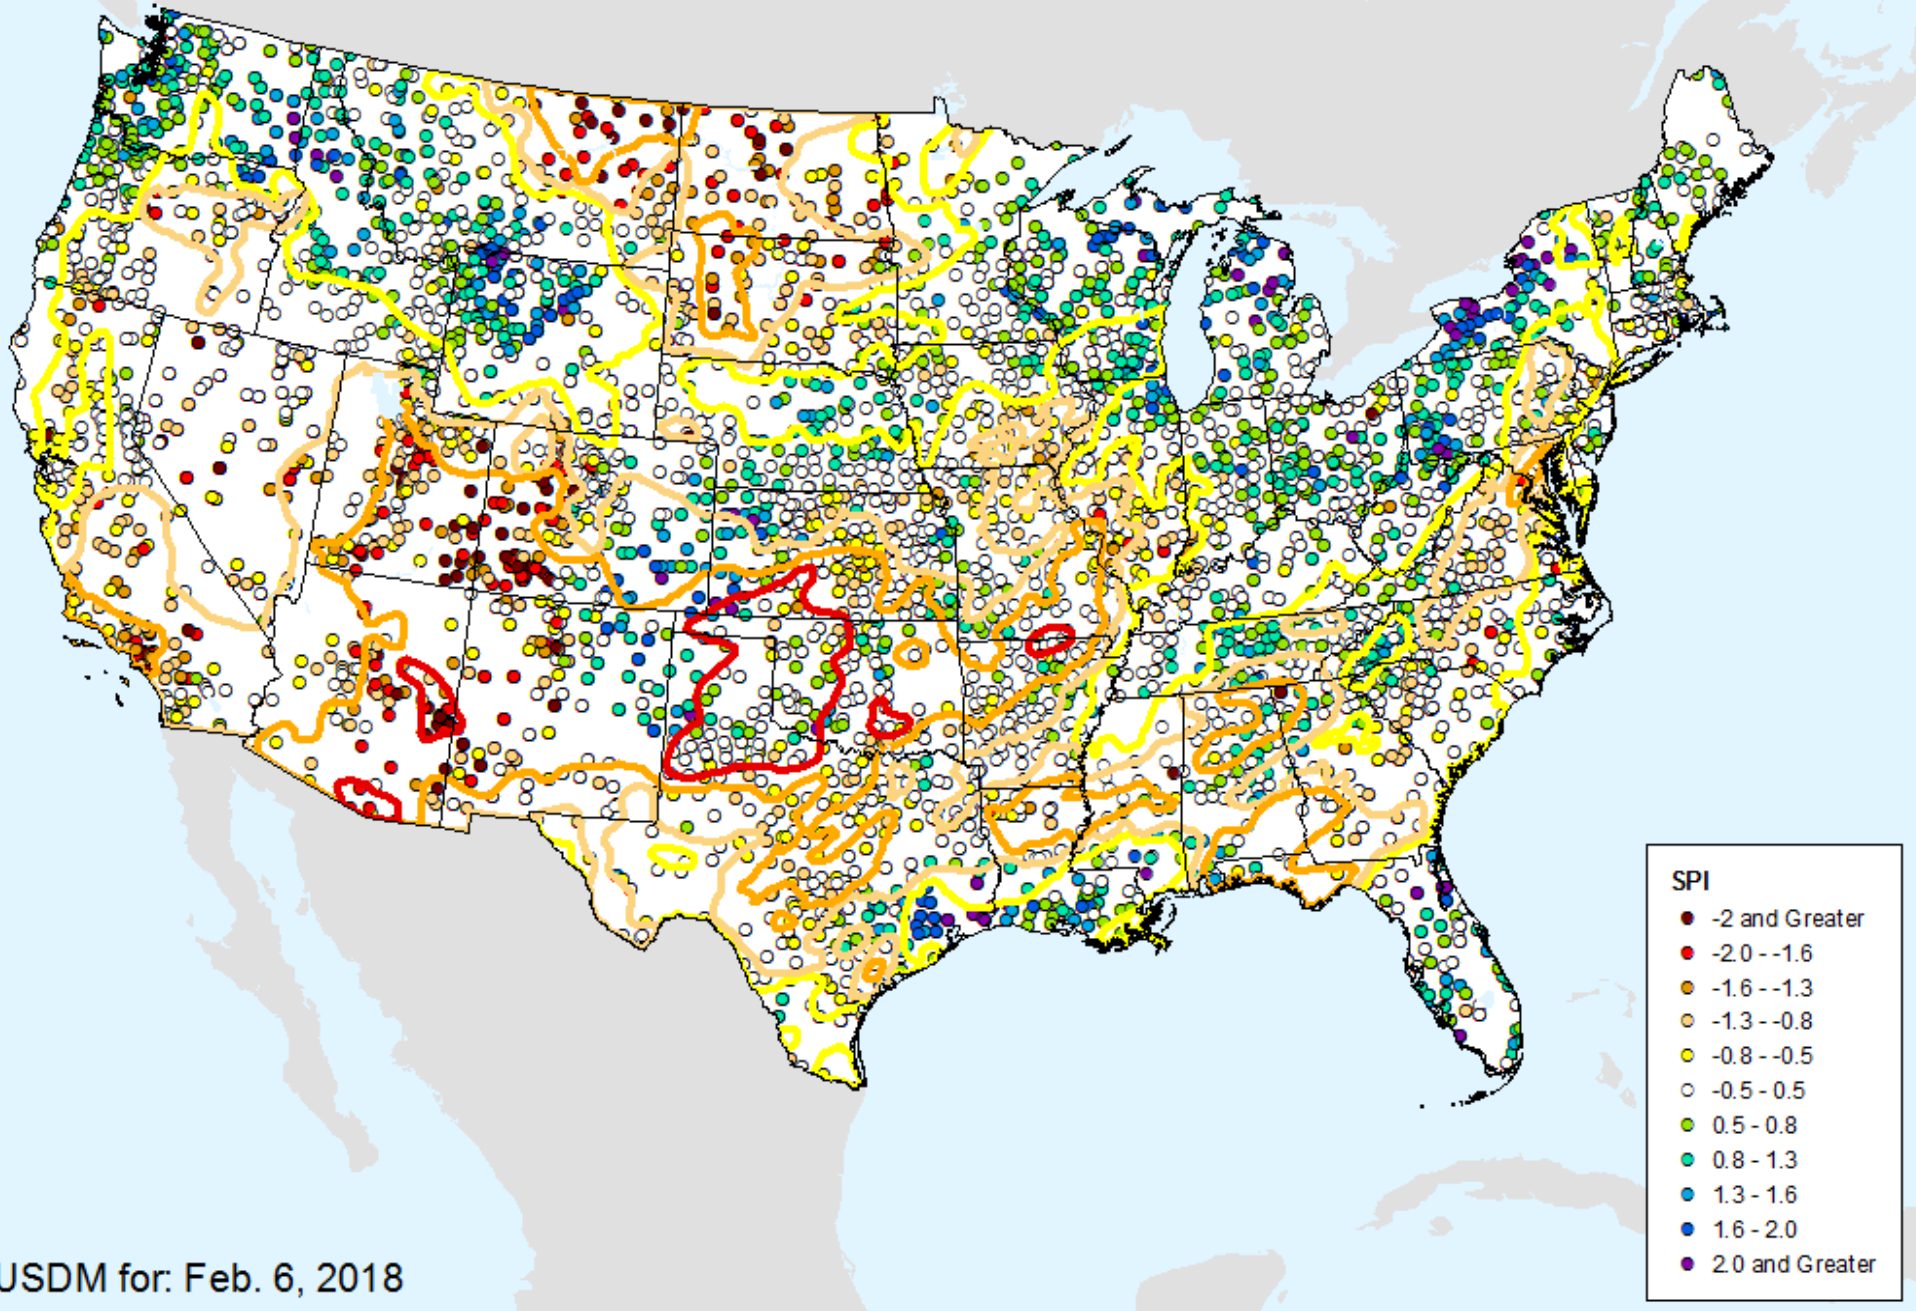 SPI
-2 and Greater
-2.0 - -1.6
-1.6 - -1.3
-1.3 - -0.8
-0.8 - -0.5
-0.5 - 0.5
0.5 - 0.8
0.8 - 1.3
1.3 - 1.6
1.6 - 2.0
2.0 and Greater
USDM for: Feb. 6, 2018